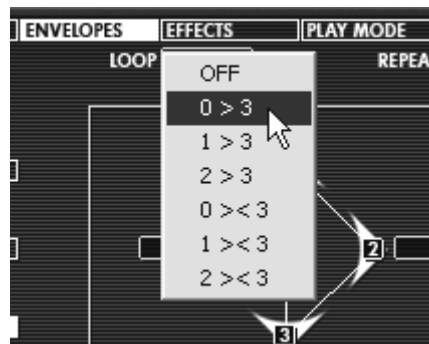 ENVELOPES EFFECTS PLAY MODE
LOOP REPEA
OFF
0 > 3
1 > 3
2 > 3
0 >< 3
1 >< 3
2 >< 3
2
3